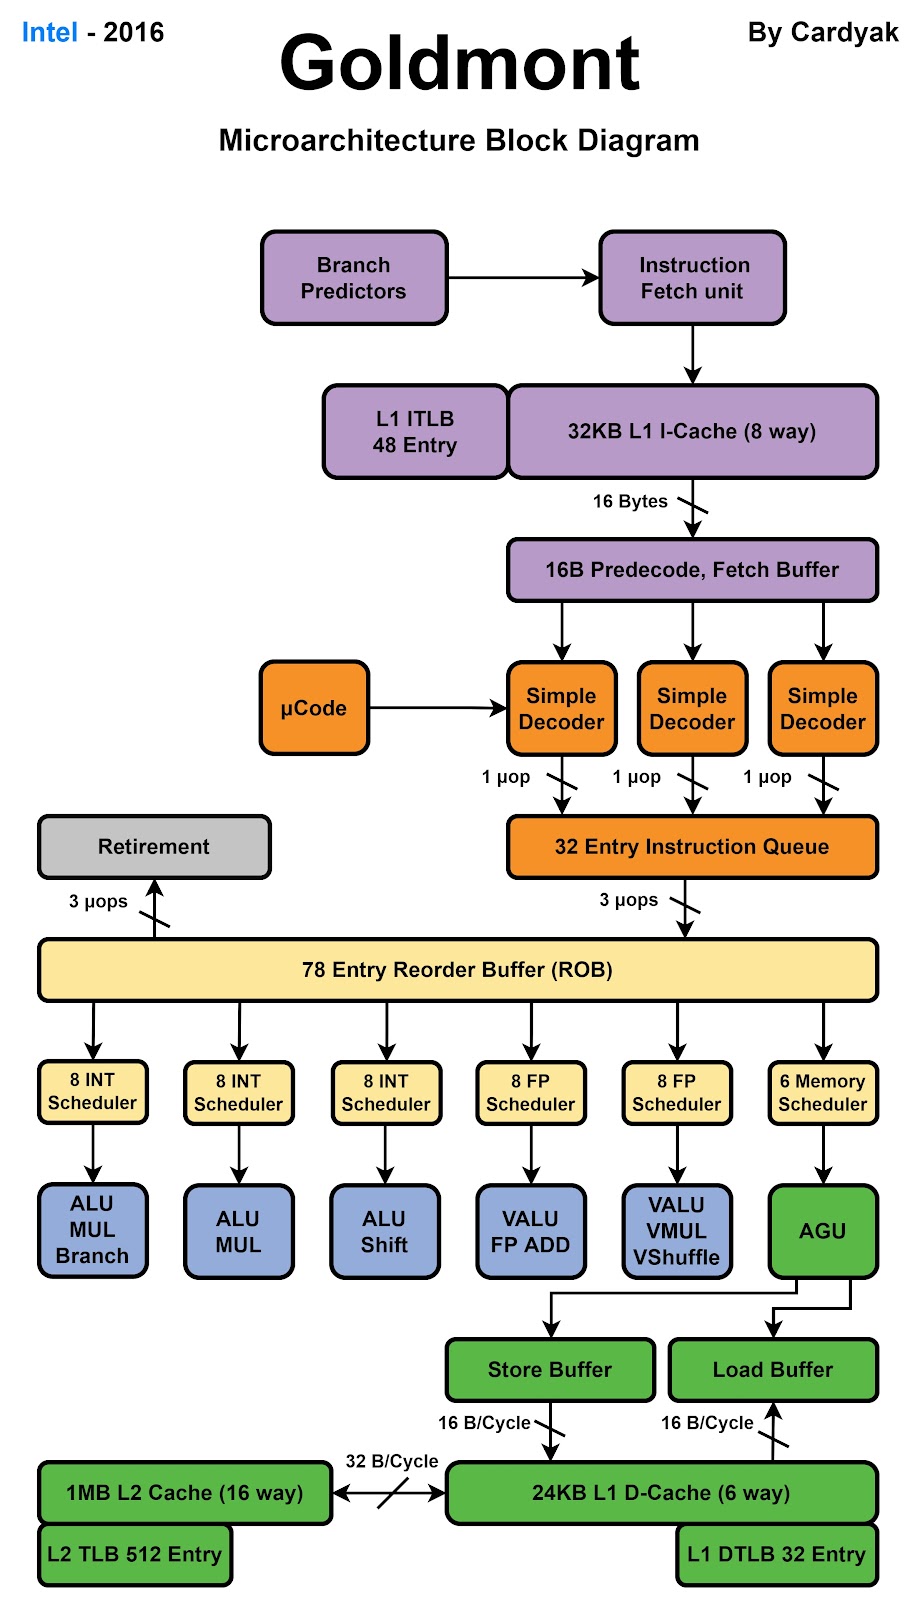 Intel - 2016
By Cardyak
Goldmont
Microarchitecture Block Diagram
Branch
Predictors
Instruction
Fetch unit
L1 ITLB
48 Entry
32KB L1 I-Cache (8 way)
16 Bytes
16B Predecode, Fetch Buffer
µCode
Simple
Decoder
Simple
Decoder
Simple
Decoder
1 µop
1 µop
1 µop
Retirement
32 Entry Instruction Queue
3 µops
3 µops
78 Entry Reorder Buffer (ROB)
8 INT
Scheduler
8 INT
Scheduler
8 INT
Scheduler
8 FP
Scheduler
8 FP
Scheduler
6 Memory
Scheduler
ALU
MUL
Branch
ALU
MUL
ALU
Shift
VALU
FP ADD
VALU
VMUL
VShuffle
AGU
Store Buffer
Load Buffer
16 B/Cycle
16 B/Cycle
32 B/Cycle
1MB L2 Cache (16 way)
24KB L1 D-Cache (6 way)
L2 TLB 512 Entry
L1 DTLB 32 Entry